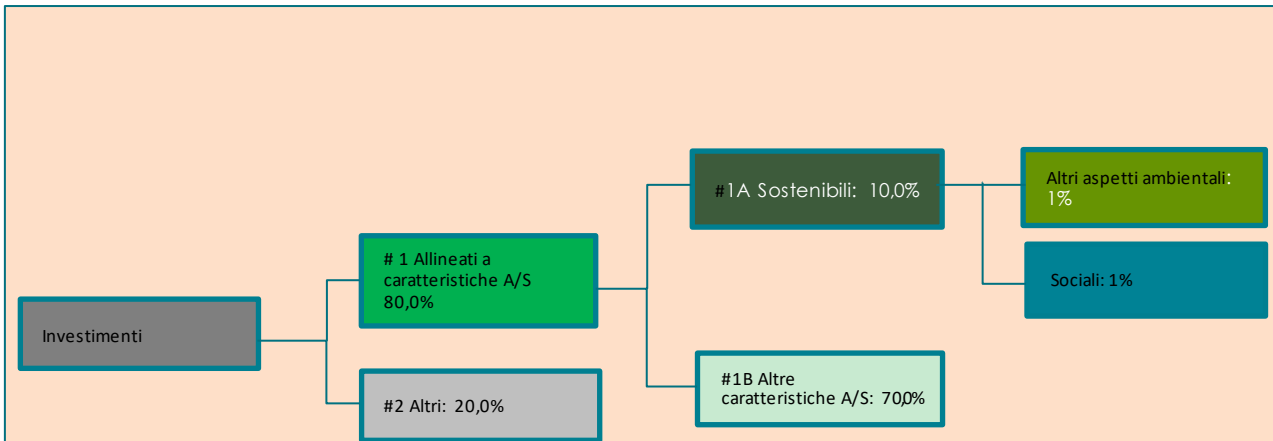 Investimenti
# 1 Allineati a
caratteristiche A/S
80,0%
#2 Altri: 20,0%
#1A Sostenibili: 10,0%
#1B Altre
caratteristiche A/S: 70,0%
Altri aspetti ambientali:
1%
Sociali: 1%